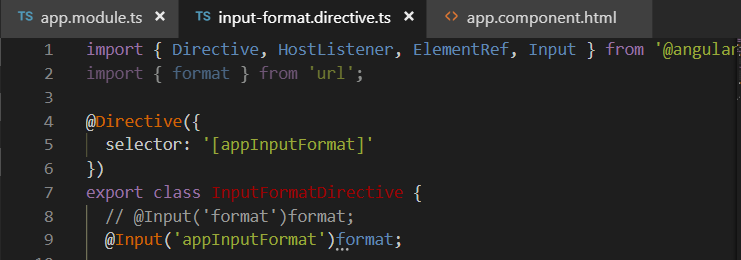 TS app.module.ts TS input-format.directive.ts <> app.component.html
1 import { Directive, HostListener, ElementRef, Input } from '@angular
2 import { format } from 'url';
3
4 @Directive({
5 selector: '[appInputFormat]'
6 })
7 export class InputFormatDirective {
8 // @Input('format')format;
9 @Input('appInputFormat')format;